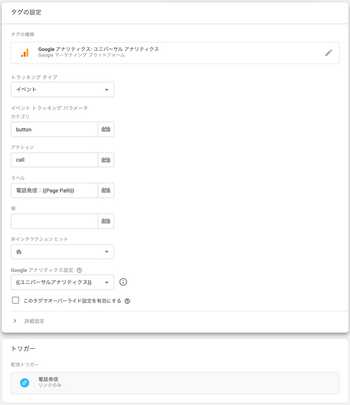 タグの設定
タグの種類
Google アナリティクス: ユニバーサル アナリティクス
Google マーケティング プラットフォーム
トラッキング タイプ
イベント
イベント トラッキング パラメータ
カテゴリ
button
アクション
call
ラベル
電話発信：{{Page Path}}
値
非インタラクション ヒット
偽
Google アナリティクス設定
{{ユニバーサルアナリティクス}}
このタグでオーバーライド設定を有効にする
詳細設定
トリガー
配信トリガー
電話発信
リンクのみ